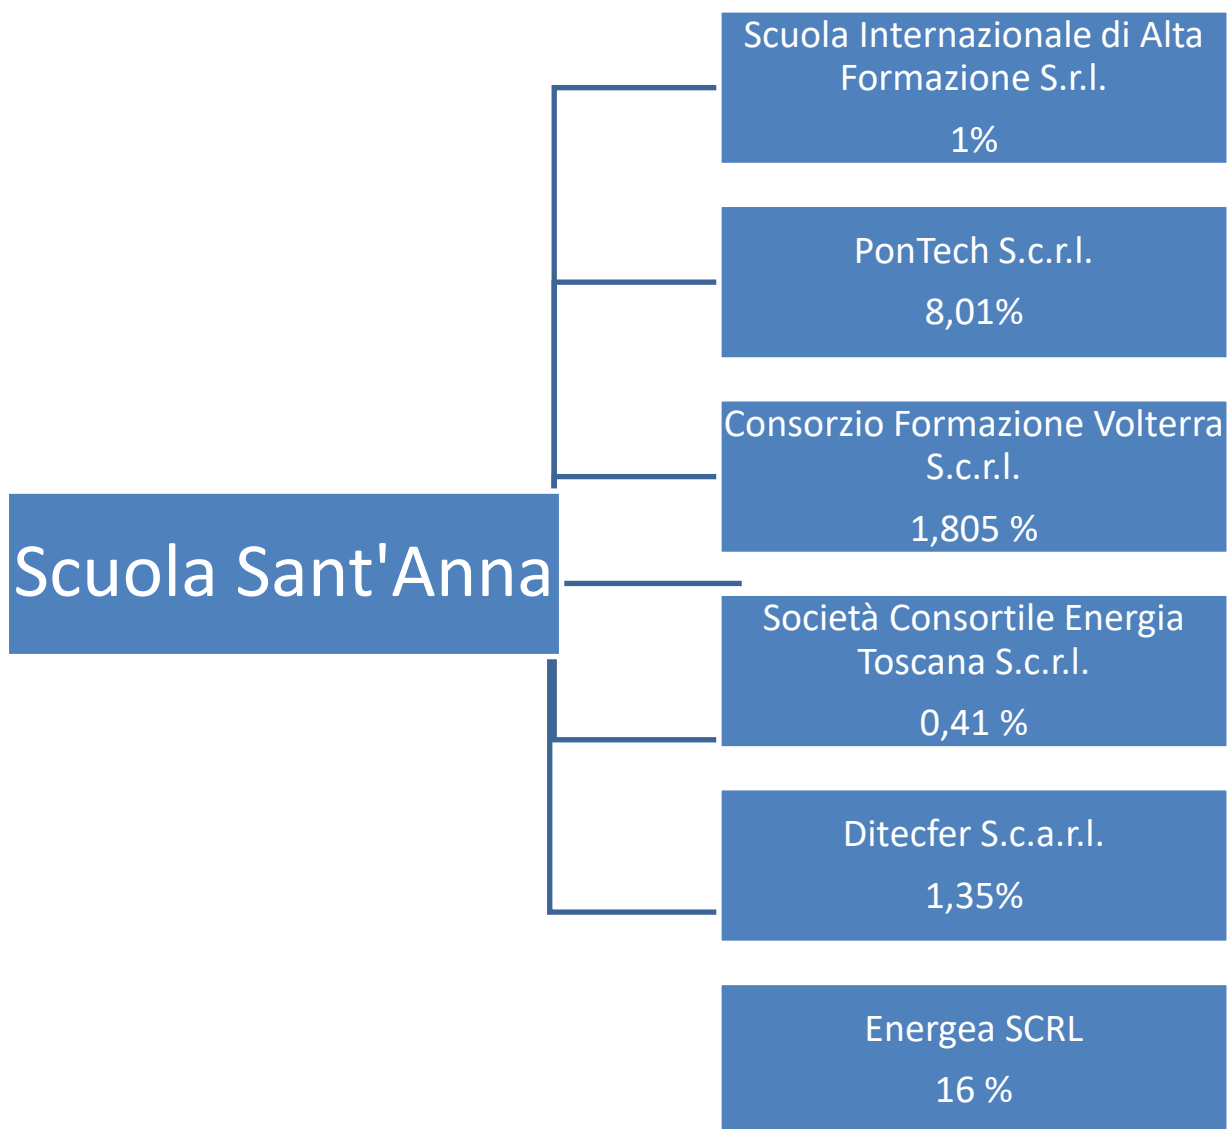 Scuola Internazionale di Alta
Formazione S.r.l.
1%
PonTech S.c.r.l.
8,01%
Consorzio Formazione Volterra
S.c.r.l.
1,805 %
Scuola Sant'Anna
Società Consortile Energia
Toscana S.c.r.l.
0,41 %
Ditecfer S.c.a.r.l.
1,35%
Energea SCRL
16 %